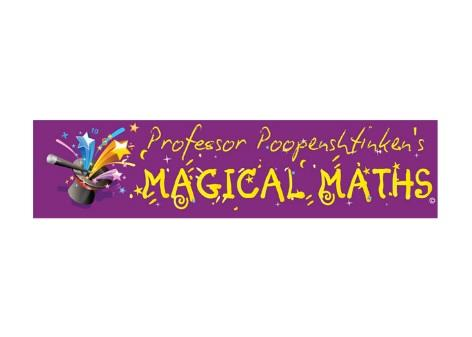 Professor Poopenshtinken's
MAGICAL MATHS
©